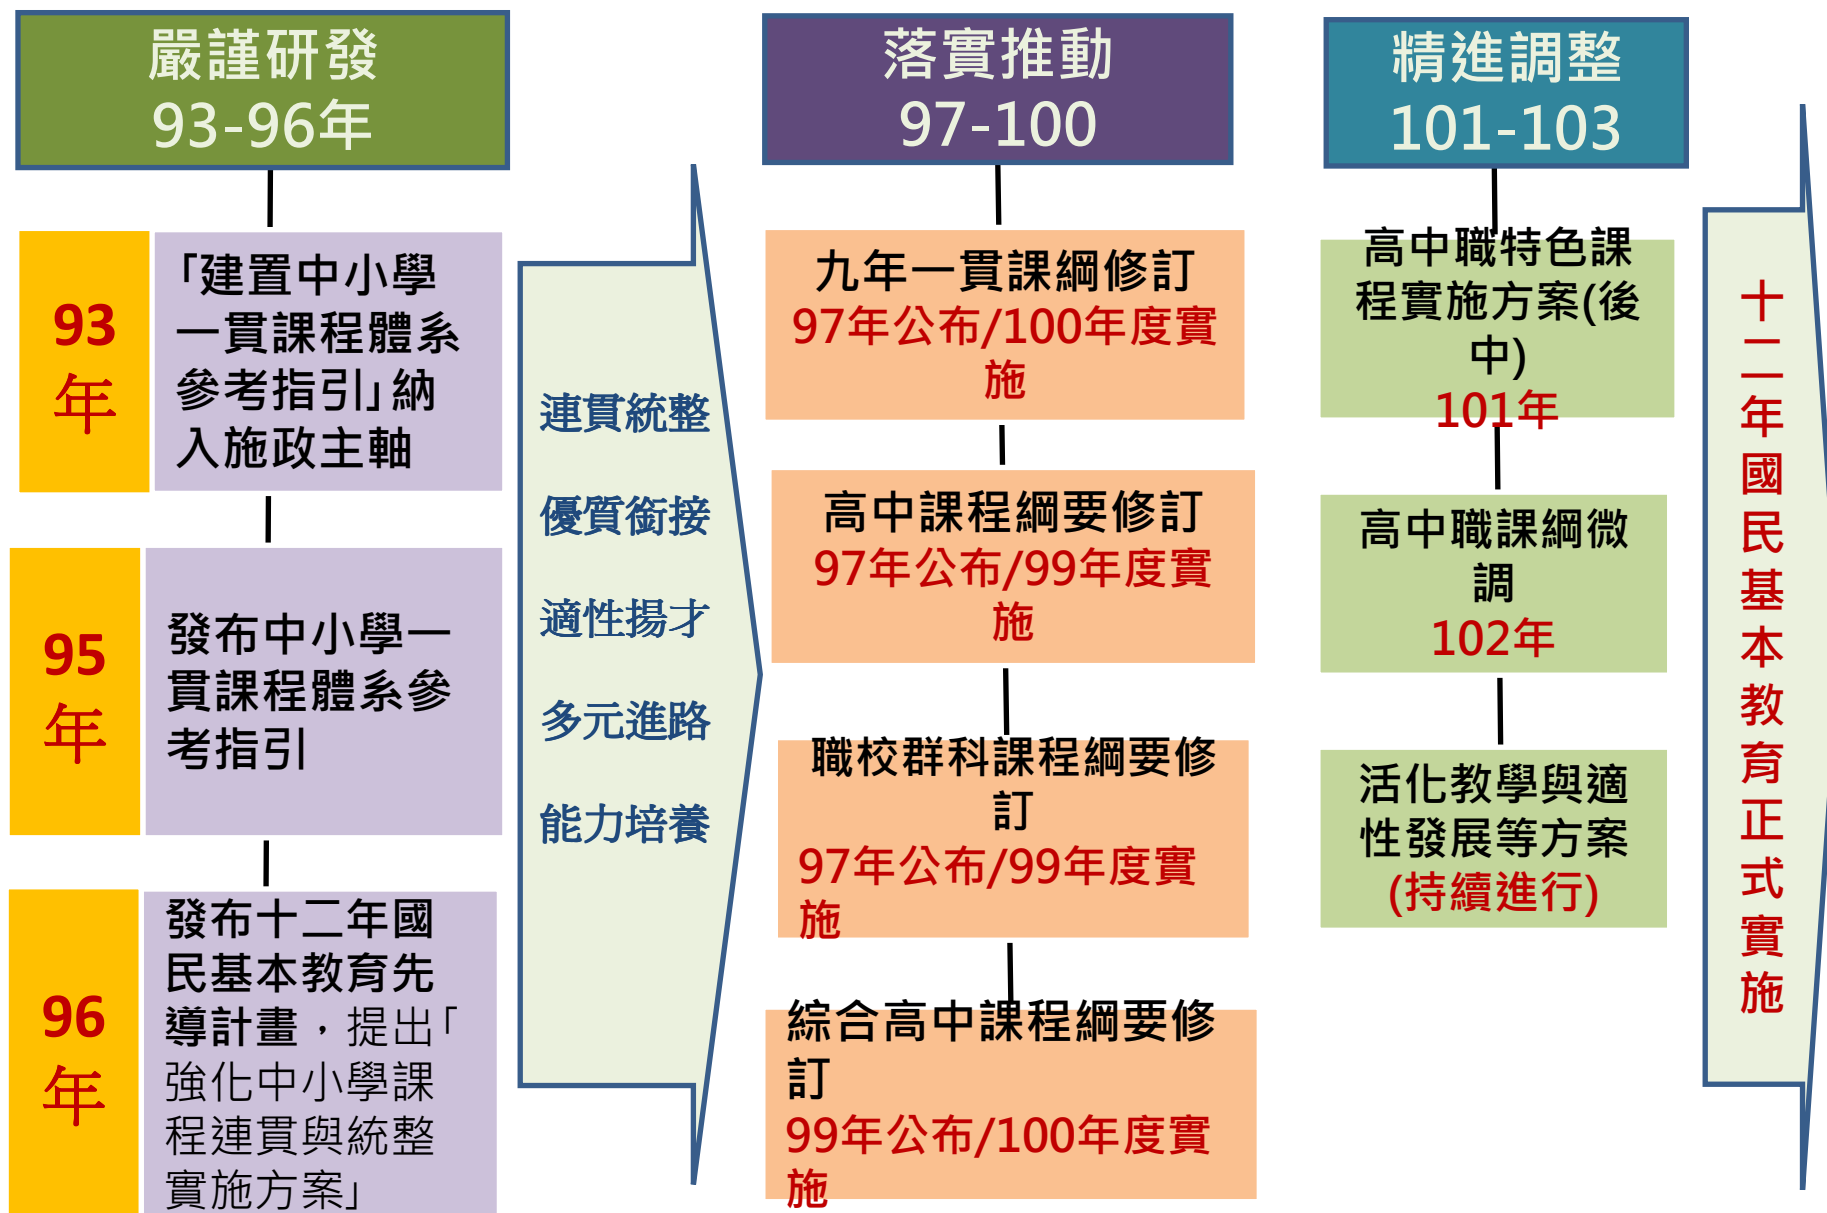 嚴謹研發
93-96年
93
年
「建置中小學
一貫課程體系
參考指引」納
入施政主軸
95
年
發布中小學一
貫課程體系參
考指引
96
年
發布十二年國
民基本教育先
導計畫，提出「
強化中小學課
程連貫與統整
實施方案」
連貫統整
優質銜接
適性揚才
多元進路
能力培養
落實推動
97-100
九年一貫課綱修訂
97年公布/100年度實
施
高中課程綱要修訂
97年公布/99年度實
施
職校群科課程綱要修
訂
97年公布/99年度實
施
綜合高中課程綱要修
訂
99年公布/100年度實
施
精進調整
101-103
高中職特色課
程實施方案(後
中)
101年
高中職課綱微
調
102年
活化教學與適
性發展等方案
(持續進行)
十二年國民基本教育正式實施